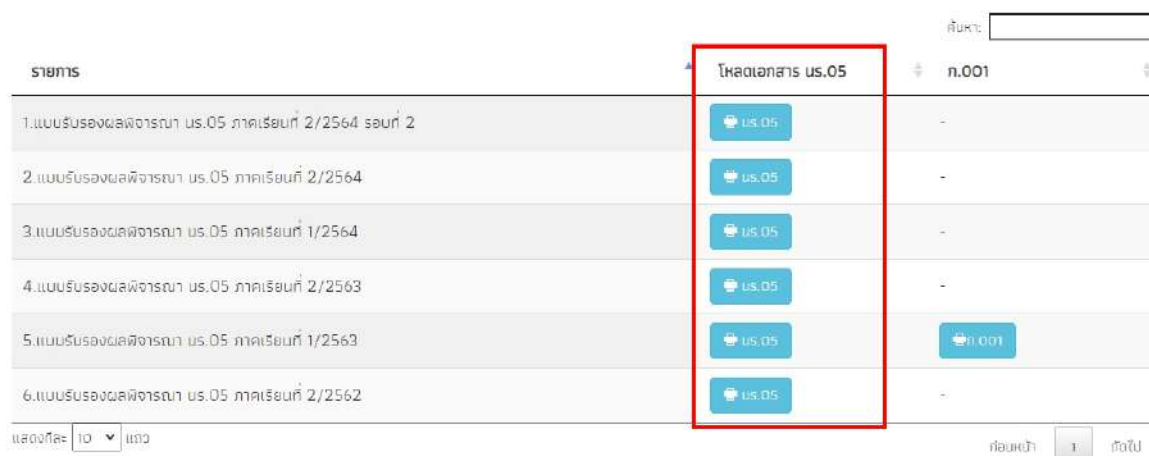 ค้นหา:
รายการ โหลดเอกสาร นร.05 ก.001
1.แบบรับรองผลพิจารณา นร.05 ภาคเรียนที่ 2/2564 รอบที่ 2 นร.05 -
2.แบบรับรองผลพิจารณา นร.05 ภาคเรียนที่ 2/2564 นร.05 -
3.แบบรับรองผลพิจารณา นร.05 ภาคเรียนที่ 1/2564 นร.05 -
4.แบบรับรองผลพิจารณา นร.05 ภาคเรียนที่ 2/2563 นร.05 -
5.แบบรับรองผลพิจารณา นร.05 ภาคเรียนที่ 1/2563 นร.05 ก.001
6.แบบรับรองผลพิจารณา นร.05 ภาคเรียนที่ 2/2562 นร.05 -
แสดงทีละ 10 แถว ก่อนหน้า 1 ถัดไป